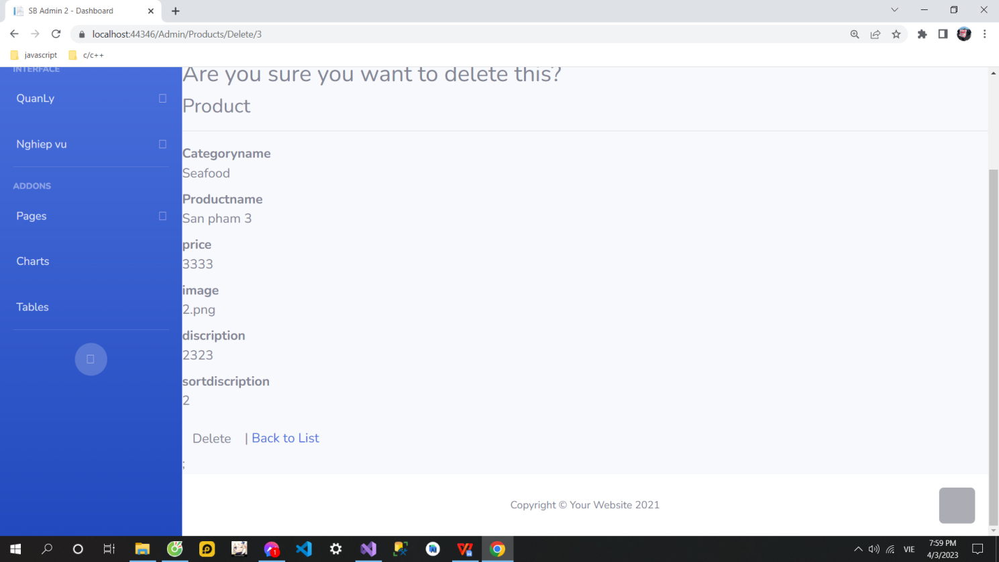 SB Admin 2 - Dashboard
localhost:44346/Admin/Products/Delete/3
javascript
c/c++
INTERFACE
QuanLy
Nghiep vu
ADDONS
Pages
Charts
Tables
Are you sure you want to delete this?
Product
Categoryname
Seafood
Productname
San pham 3
price
3333
image
2.png
discription
2323
sortdiscription
2
Delete | Back to List
;
Copyright © Your Website 2021
1
VIE
7:59 PM
4/3/2023